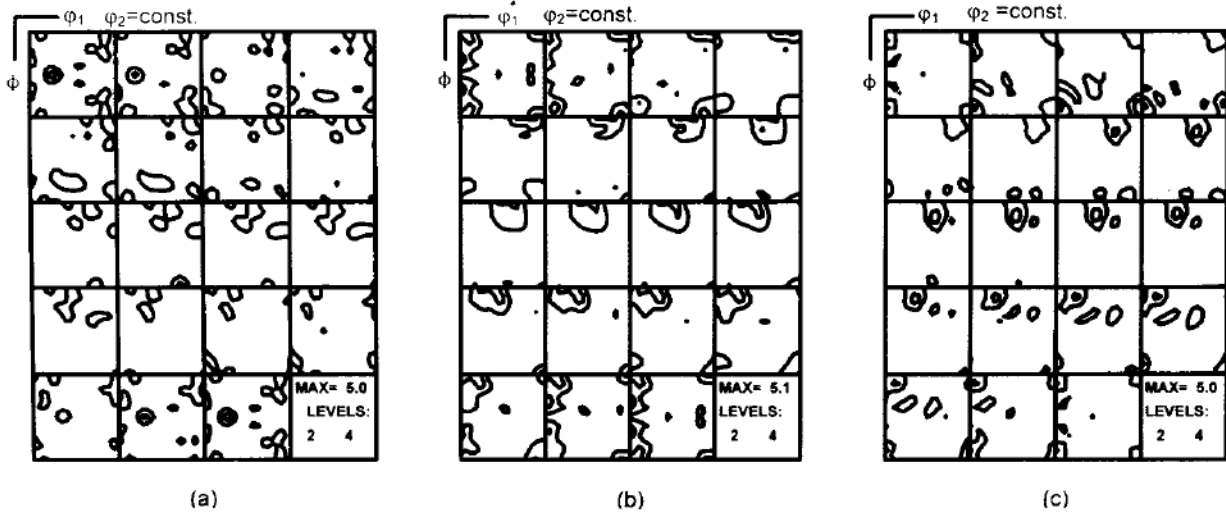 φ₁ φ₂=const.
ϕ
MAX= 5.0
LEVELS:
2 4
(a)
φ₁ φ₂=const.
ϕ
MAX= 5.1
LEVELS:
2 4
(b)
φ₁ φ₂=const.
ϕ
MAX= 5.0
LEVELS:
2 4
(c)